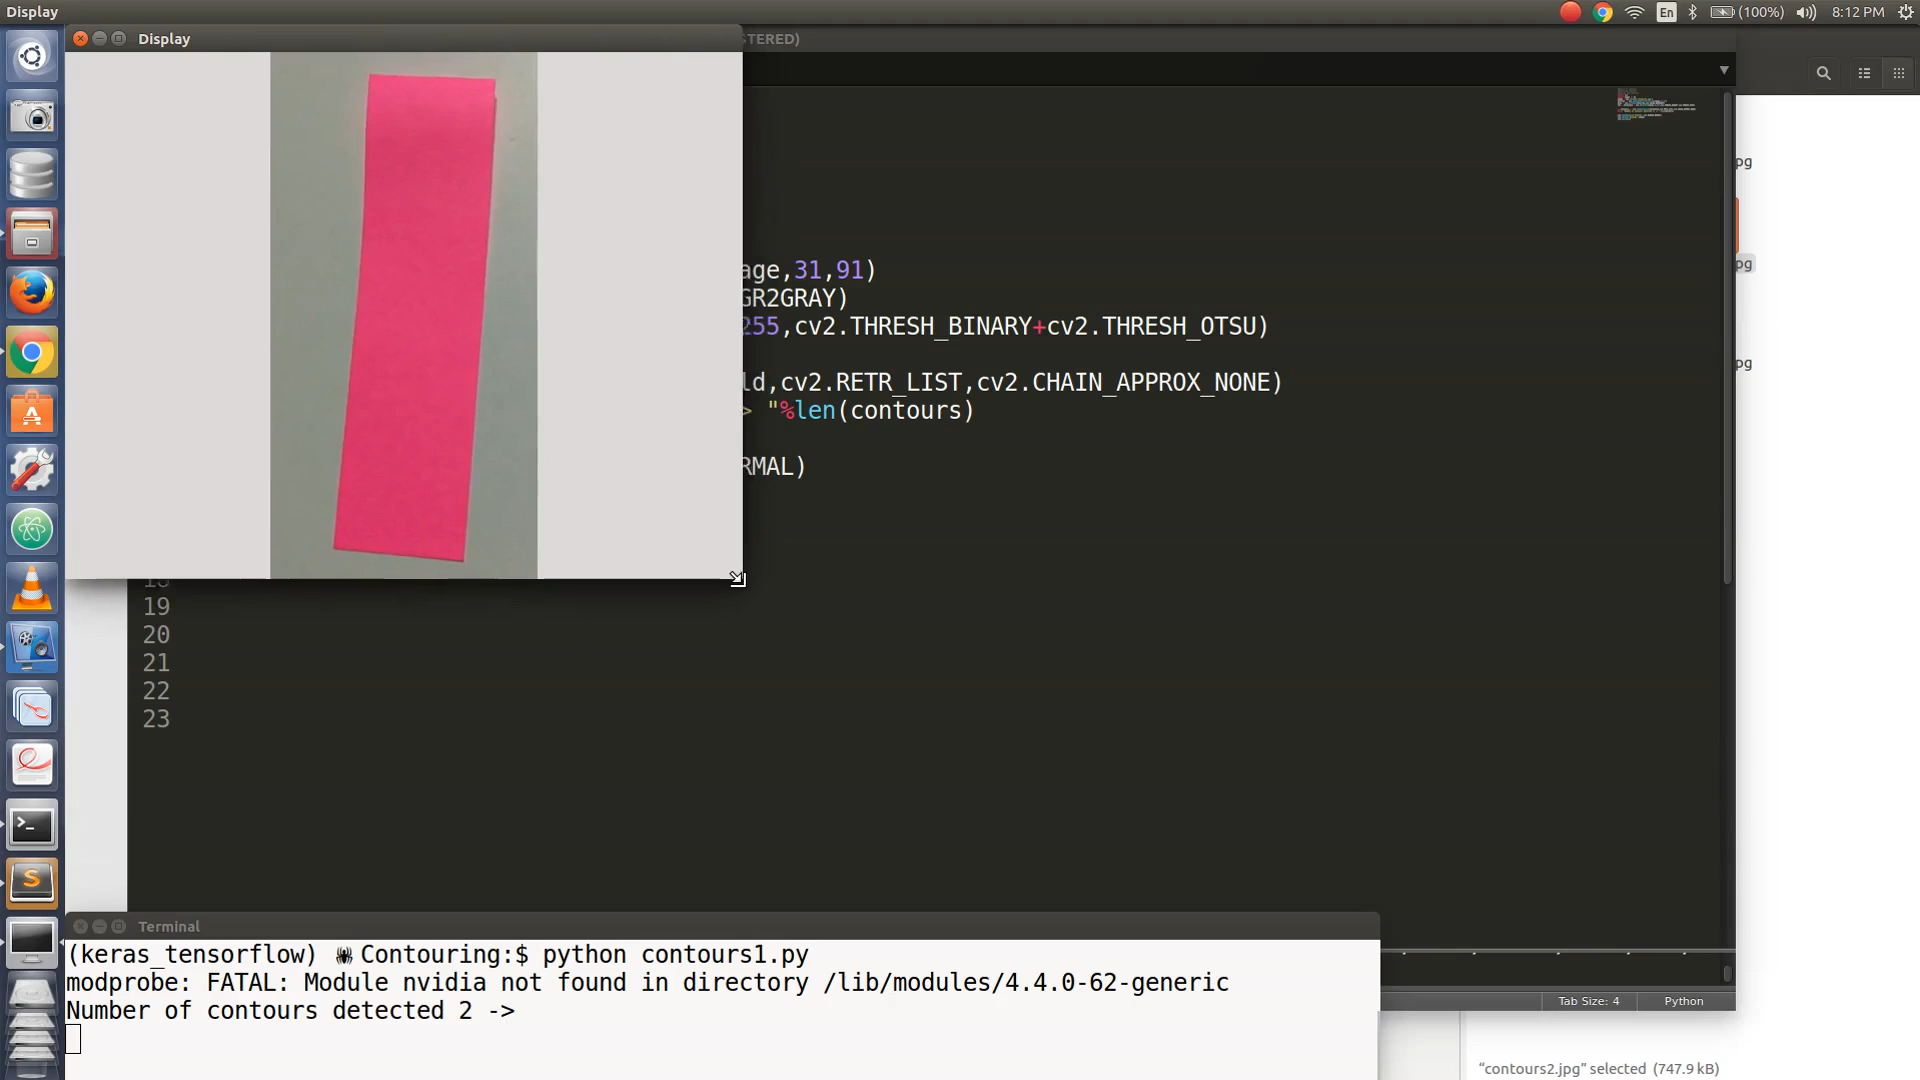 Display
En
(100%)
8:12 PM
Display
STERED)
age,31,91)
GR2GRAY)
255,cv2.THRESH_BINARY+cv2.THRESH_OTSU)
ld,cv2.RETR_LIST,cv2.CHAIN_APPROX_NONE)
> "%len(contours)
RMAL)
18
19
20
21
22
23
pg
pg
pg
Terminal
(keras_tensorflow) Contouring:$ python contours1.py
modprobe: FATAL: Module nvidia not found in directory /lib/modules/4.4.0-62-generic
Number of contours detected 2 ->
Tab Size: 4
Python
“contours2.jpg” selected (747.9 kB)